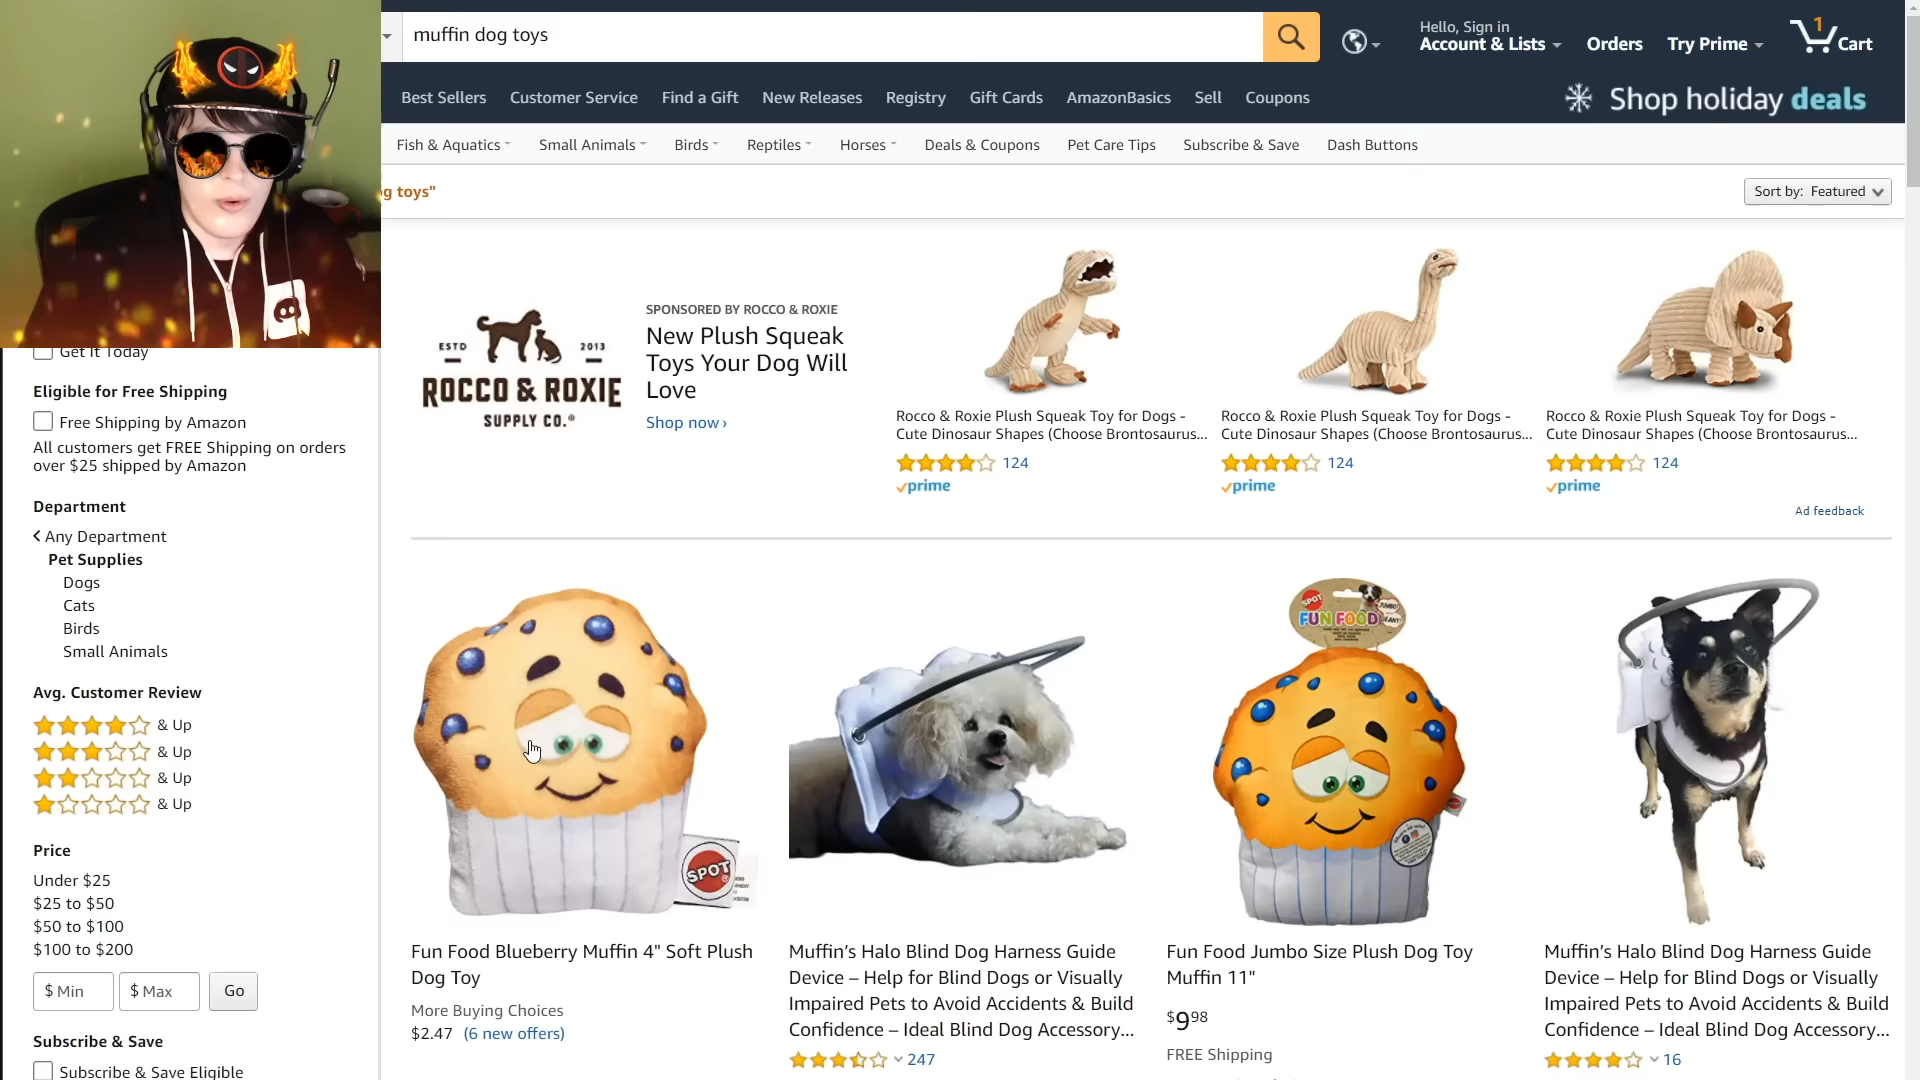 muffin dog toys
Hello, Sign in
Account & Lists
Orders
Try Prime
1
Cart
Best Sellers
Customer Service
Find a Gift
New Releases
Registry
Gift Cards
AmazonBasics
Sell
Coupons
Shop holiday deals
Fish & Aquatics
Small Animals
Birds
Reptiles
Horses
Deals & Coupons
Pet Care Tips
Subscribe & Save
Dash Buttons
g toys"
Sort by: Featured
Get It Today
Eligible for Free Shipping
Free Shipping by Amazon
All customers get FREE Shipping on orders
over $25 shipped by Amazon
Department
Any Department
Pet Supplies
Dogs
Cats
Birds
Small Animals
Avg. Customer Review
& Up
& Up
& Up
& Up
Price
Under $25
$25 to $50
$50 to $100
$100 to $200
$ Min
$ Max
Go
Subscribe & Save
Subscribe & Save Eligible
ESTD 2013
ROCCO & ROXIE
SUPPLY CO.®
SPONSORED BY ROCCO & ROXIE
New Plush Squeak
Toys Your Dog Will
Love
Shop now ›
Rocco & Roxie Plush Squeak Toy for Dogs -
Cute Dinosaur Shapes (Choose Brontosaurus...
124
prime
Rocco & Roxie Plush Squeak Toy for Dogs -
Cute Dinosaur Shapes (Choose Brontosaurus...
124
prime
Rocco & Roxie Plush Squeak Toy for Dogs -
Cute Dinosaur Shapes (Choose Brontosaurus...
124
prime
Ad feedback
SPOT
Fun Food Blueberry Muffin 4" Soft Plush
Dog Toy
More Buying Choices
$2.47 (6 new offers)
Muffin’s Halo Blind Dog Harness Guide
Device – Help for Blind Dogs or Visually
Impaired Pets to Avoid Accidents & Build
Confidence – Ideal Blind Dog Accessory...
247
SPOT
FUN FOOD
Fun Food Jumbo Size Plush Dog Toy
Muffin 11"
$9 98
FREE Shipping
Muffin’s Halo Blind Dog Harness Guide
Device – Help for Blind Dogs or Visually
Impaired Pets to Avoid Accidents & Build
Confidence – Ideal Blind Dog Accessory...
16